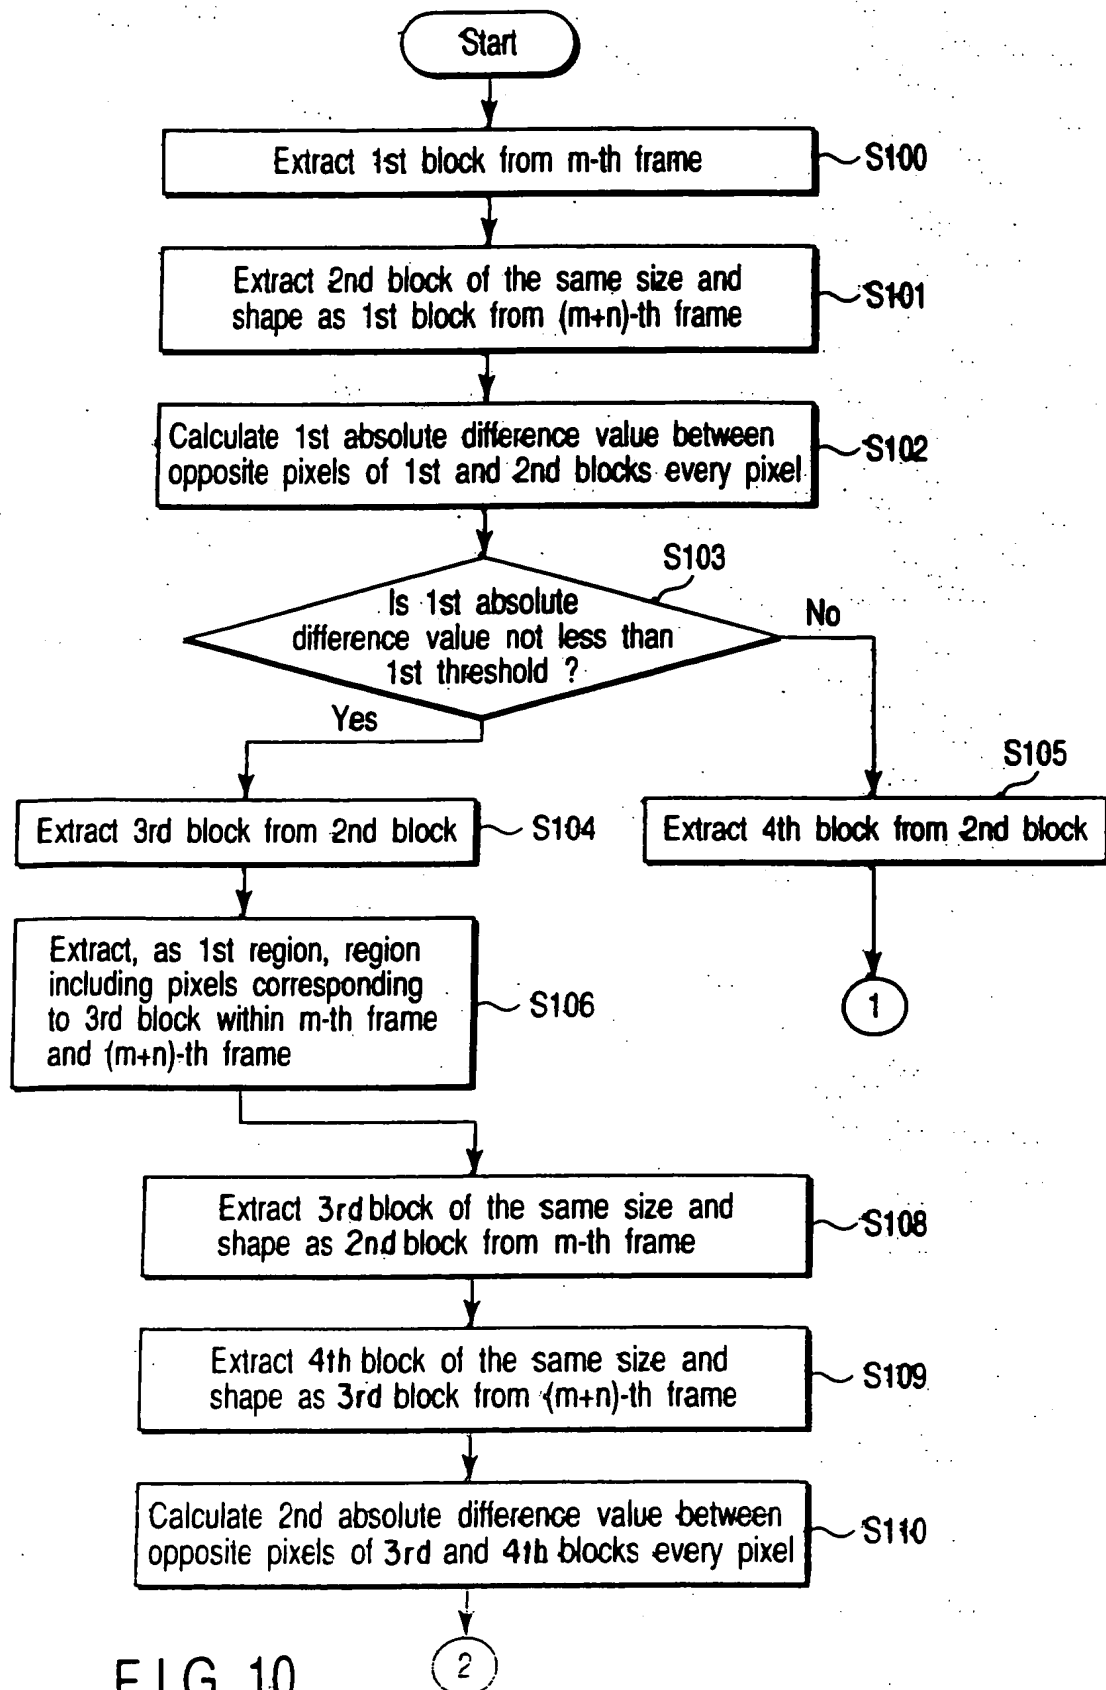 Start
Extract 1st block from m-th frame
S100
Extract 2nd block of the same size and
shape as 1st block from (m+n)-th frame
S101
Calculate 1st absolute difference value between
opposite pixels of 1st and 2nd blocks every pixel
S102
S103
Is 1st absolute
difference value not less than
1st threshold ?
No
Yes
S105
Extract 3rd block from 2nd block
S104
Extract 4th block from 2nd block
Extract, as 1st region, region
including pixels corresponding
to 3rd block within m-th frame
and (m+n)-th frame
S106
1
Extract 3rd block of the same size and
shape as 2nd block from m-th frame
S108
Extract 4th block of the same size and
shape as 3rd block from (m+n)-th frame
S109
Calculate 2nd absolute difference value between
opposite pixels of 3rd and 4th blocks every pixel
S110
2
FIG. 10